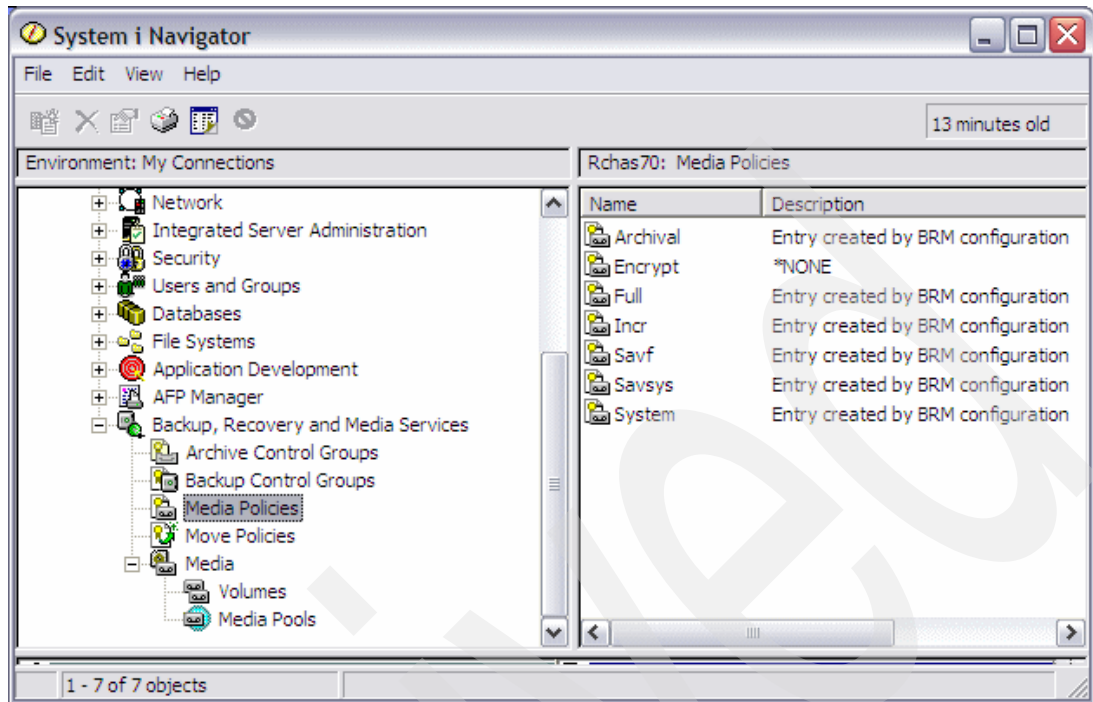 System i Navigator
File Edit View Help
13 minutes old
Environment: My Connections
Rchas70: Media Policies
Network
Integrated Server Administration
Security
Users and Groups
Databases
File Systems
Application Development
AFP Manager
Backup, Recovery and Media Services
Archive Control Groups
Backup Control Groups
Media Policies
Move Policies
Media
Volumes
Media Pools
Name Description
Archival Entry created by BRM configuration
Encrypt *NONE
Full Entry created by BRM configuration
Incr Entry created by BRM configuration
Savf Entry created by BRM configuration
Savsys Entry created by BRM configuration
System Entry created by BRM configuration
1 - 7 of 7 objects